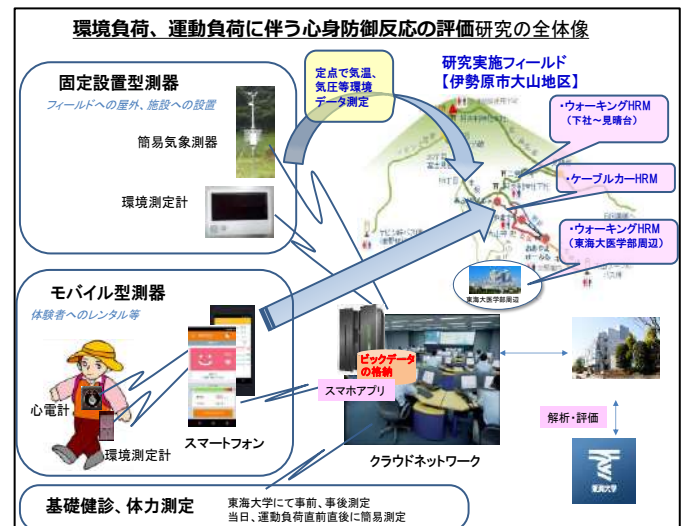 環境負荷、運動負荷に伴う心身防御反応の評価研究の全体像
固定設置型測器
フィールドへの屋外、施設への設置
簡易気象測器
環境測定計
定点で気温、
気圧等環境
データ測定
研究実施フィールド
【伊勢原市大山地区】
・ウォーキングHRM
（下社～見晴台）
・ケーブルカーHRM
・ウォーキングHRM
（東海大医学部周辺）
東海大医学部周辺
モバイル型測器
体験者へのレンタル等
心電計
環境測定計
スマートフォン
スマホアプリ
ビックデータ
の格納
クラウドネットワーク
解析・評価
東海大学
基礎健診、体力測定
東海大学にて事前、事後測定
当日、運動負荷直前直後に簡易測定